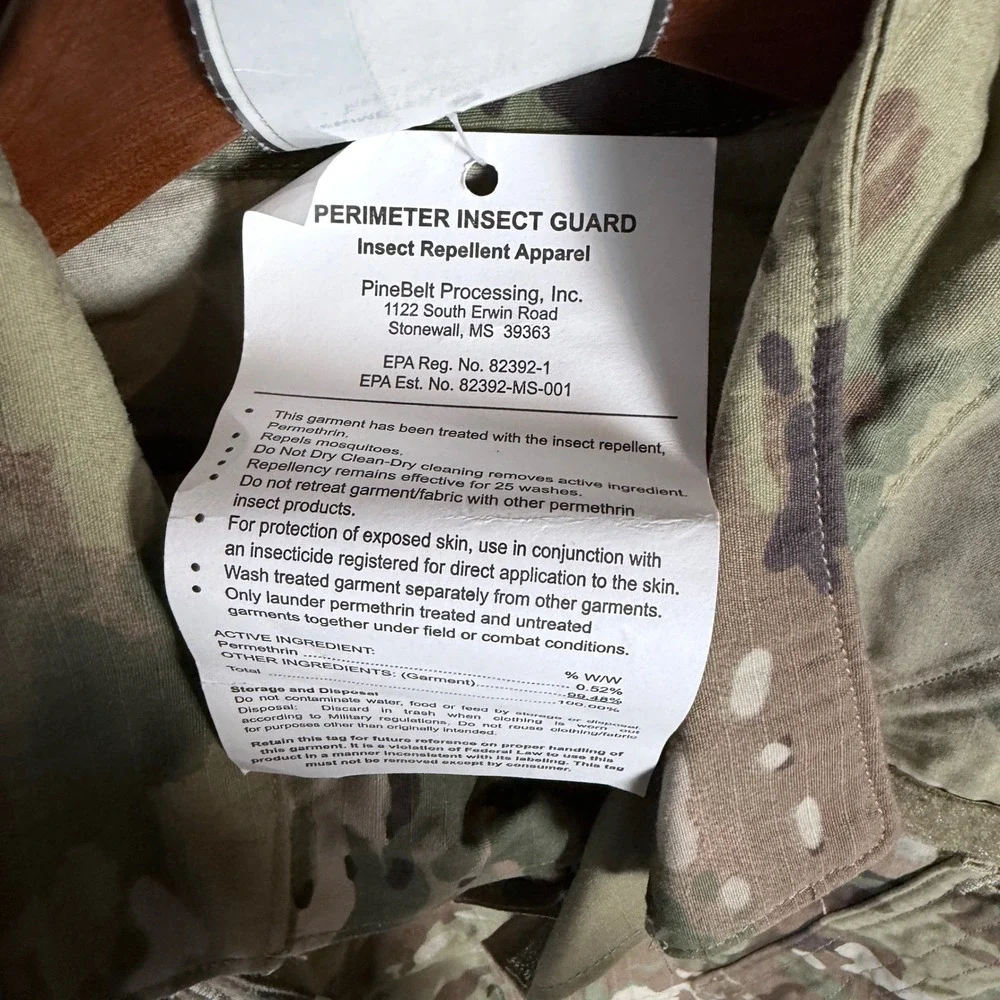 PERIMETER INSECT GUARD
Insect Repellent Apparel
PineBelt Processing, Inc.
1122 South Erwin Road
Stonewall, MS 39363
EPA Reg. No. 82392-1
EPA Est. No. 82392-MS-001
• This garment has been treated with the insect repellent,
Permethrin.
• Repels mosquitoes.
• Do Not Dry Clean-Dry cleaning removes active ingredient.
• Repellency remains effective for 25 washes.
• Do not retreat garment/fabric with other permethrin
insect products.
• For protection of exposed skin, use in conjunction with
an insecticide registered for direct application to the skin.
• Wash treated garment separately from other garments.
• Only launder permethrin treated and untreated
garments together under field or combat conditions.
ACTIVE INGREDIENT: % W/W
Permethrin ........ 0.52%
OTHER INGREDIENTS: (Garment) ........ 99.48%
Total ........ 100.00%
Storage and Disposal
Do not contaminate water, food or feed by storage or disposal
Disposal: Discard in trash when clothing is worn out
according to Military regulations. Do not reuse clothing/fabric
for purposes other than originally intended.
Retain this tag for future reference on proper handling of
this garment. It is a violation of Federal Law to use this
product in a manner inconsistent with its labeling. This tag
must not be removed except by consumer.